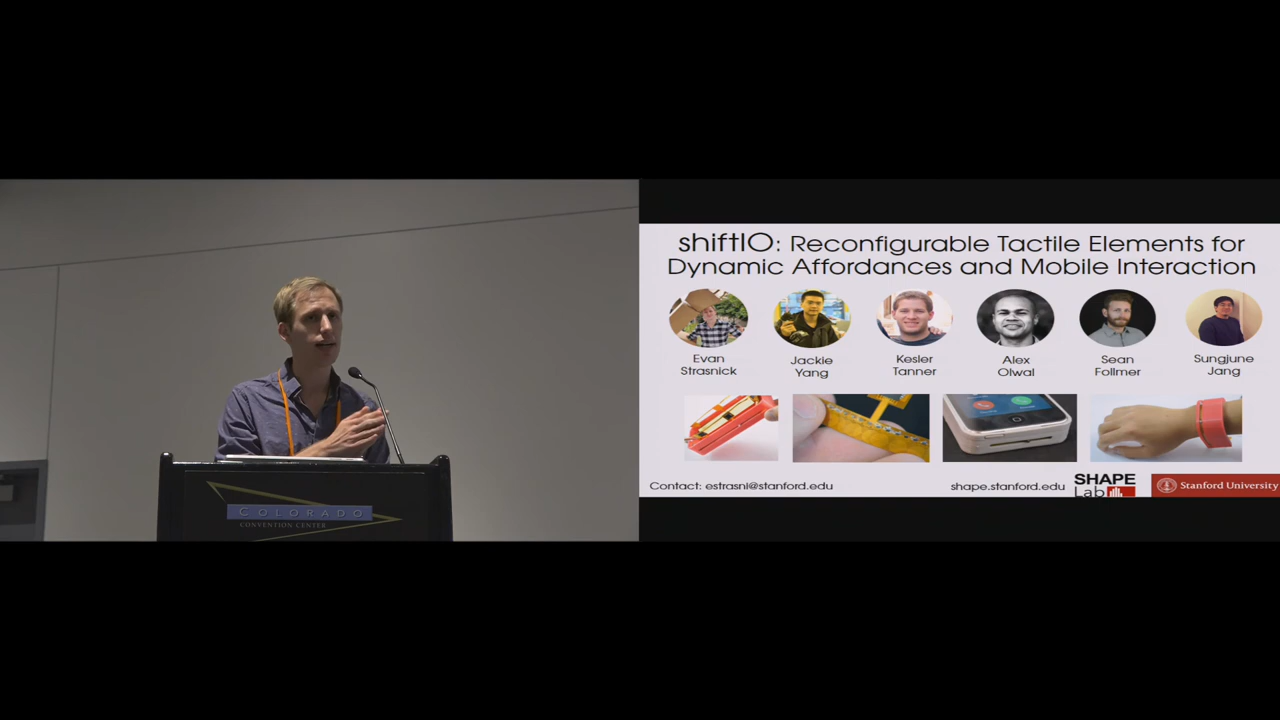 COLORADO
CONVENTION CENTER
shiftIO: Reconfigurable Tactile Elements for
Dynamic Affordances and Mobile Interaction
Evan
Strasnick
Jackie
Yang
Kesler
Tanner
Alex
Olwal
Sean
Follmer
Sungjune
Jang
Contact: estrasni@stanford.edu
shape.stanford.edu
SHAPE
Lab
Stanford University